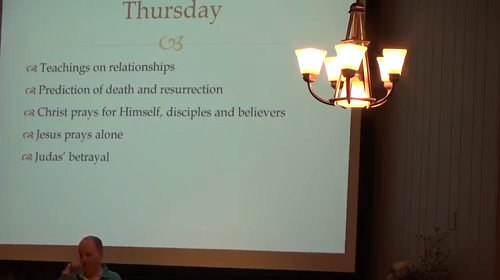 Thursday
Teachings on relationships
Prediction of death and resurrection
Christ prays for Himself, disciples and believers
Jesus prays alone
Judas' betrayal